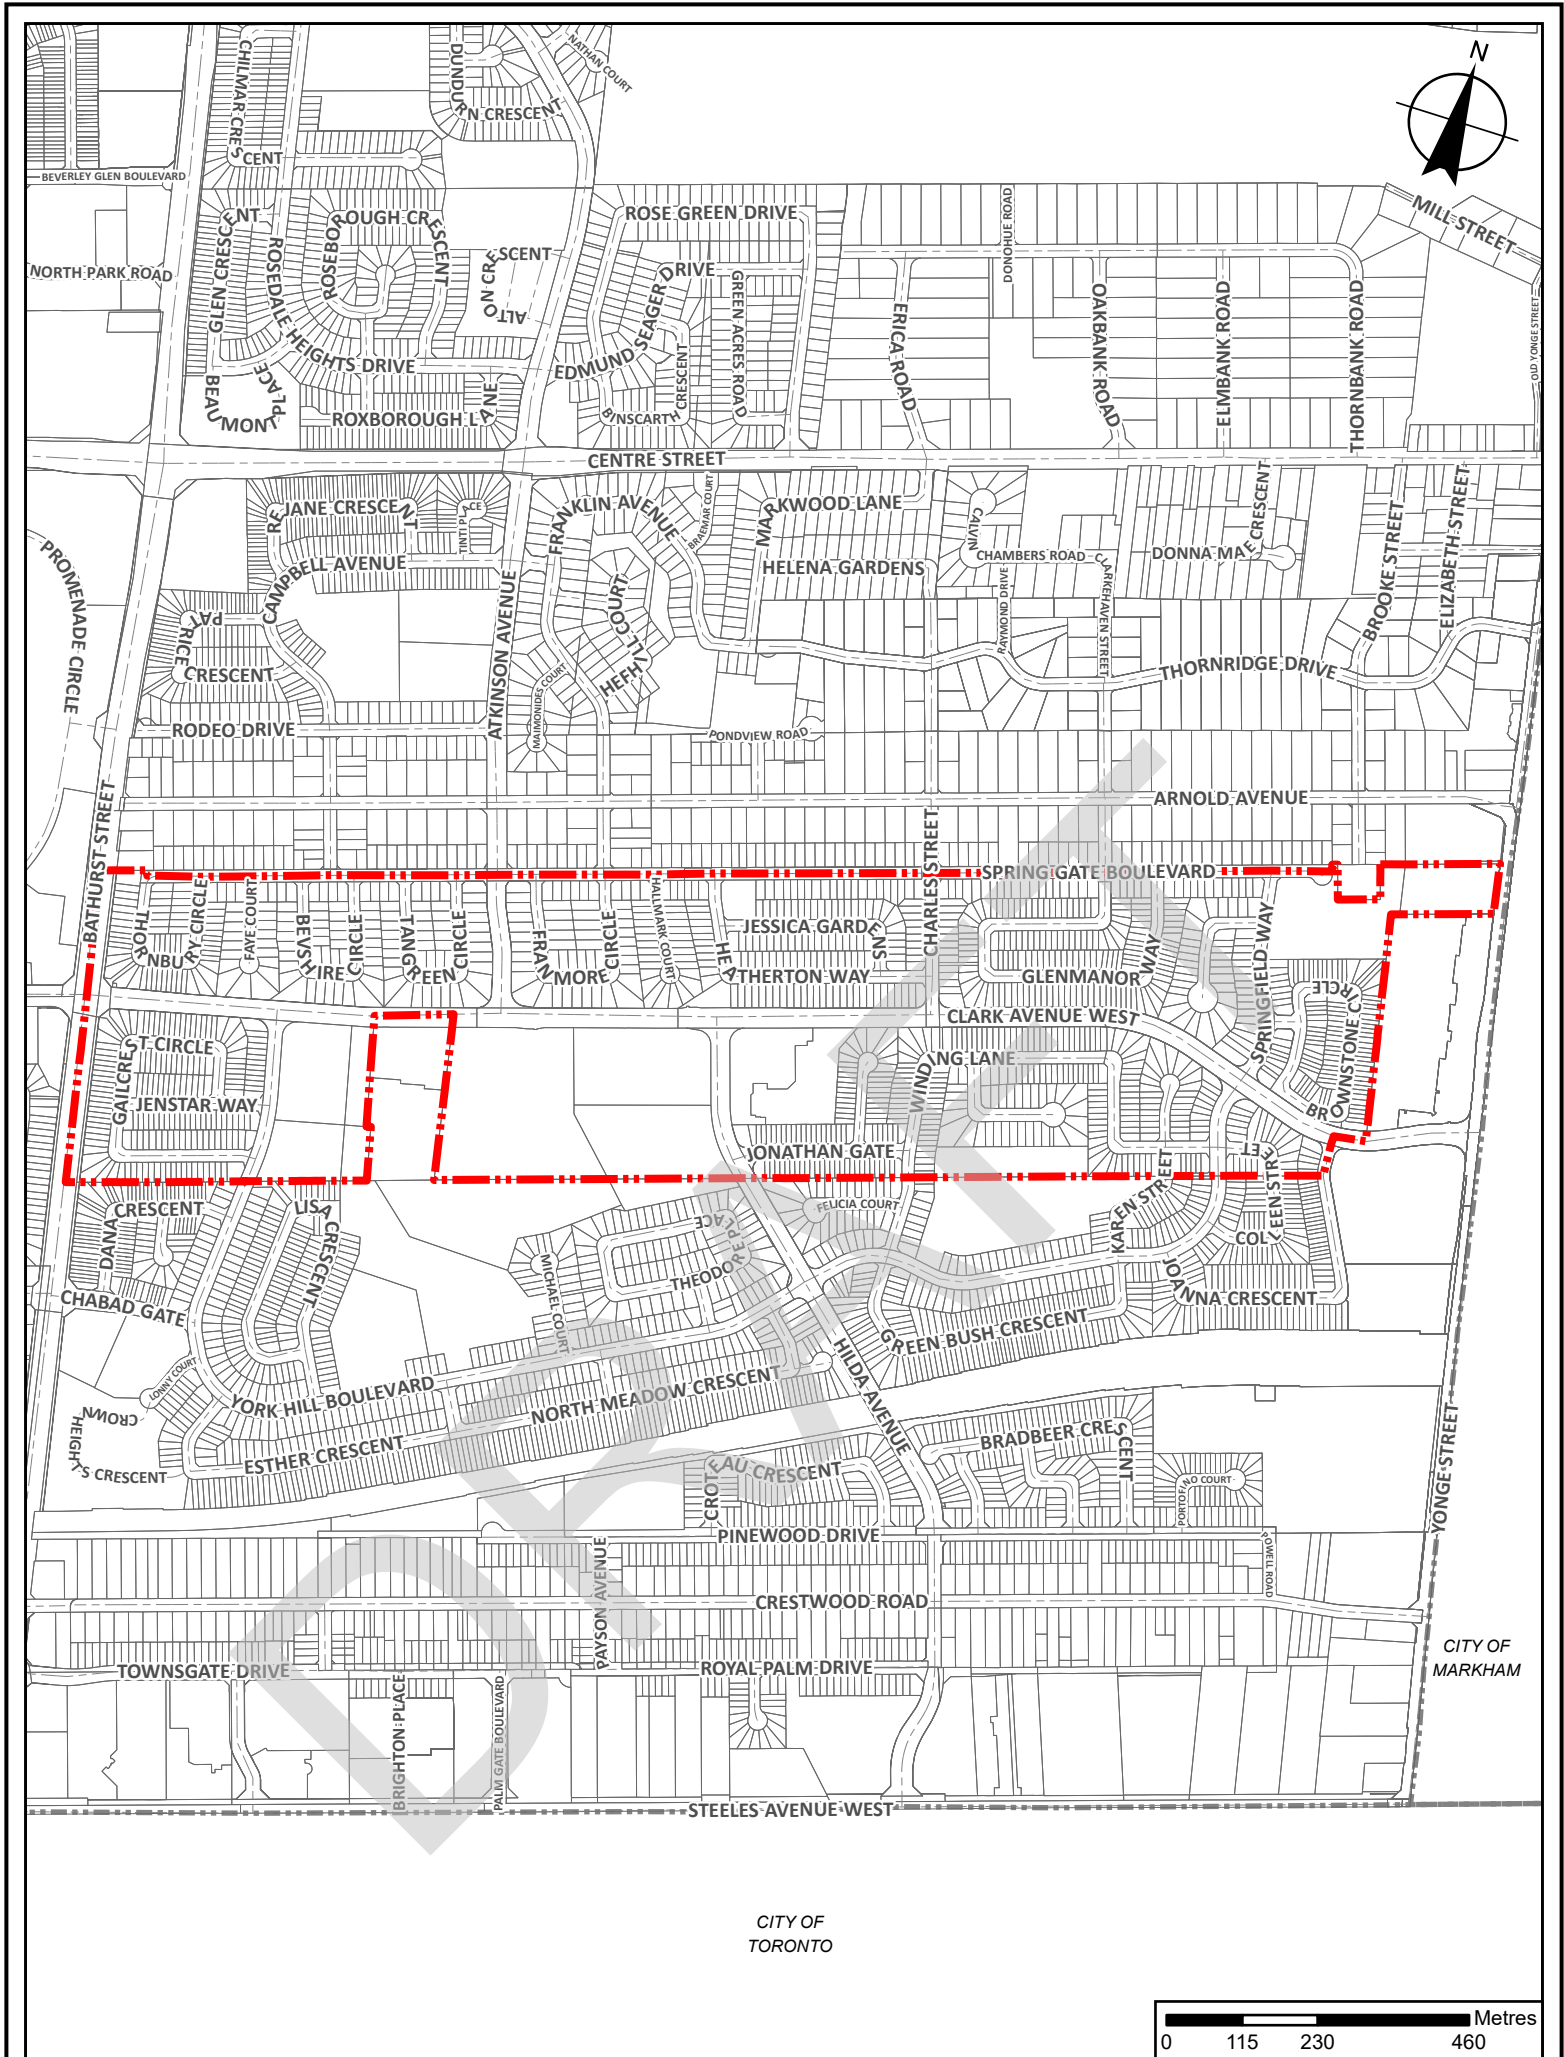 N
CHILMAR CRESCENT
DUNDURN CRESCENT
NATHAN COURT
BEVERLEY GLEN BOULEVARD
MILL STREET
GLEN CRESCENT
ROSEBOROUGH CRESCENT
ROSE GREEN DRIVE
DONOHUE ROAD
NORTH PARK ROAD
ROSEDALE HEIGHTS DRIVE
ALTON CRESCENT
EDMUND SEAGER DRIVE
GREEN ACRES ROAD
ERICA ROAD
OAKBANK ROAD
ELMBANK ROAD
THORNBANK ROAD
OLD YONGE STREET
BEAUMONT PLACE
ROXBOROUGH LANE
BINSCARTH CRESCENT
CENTRE STREET
REJANE CRESCENT
TINTI PLACE
FRANKLIN AVENUE
BRAEMAR COURT
MARKWOOD LANE
CALVIN CHAMBERS ROAD
DONNA MAE CRESCENT
BROOKE STREET
ELIZABETH STREET
PROMENADE CIRCLE
CAMPBELL AVENUE
HELENA GARDENS
CLARKEHAVEN STREET
RAYMOND DRIVE
PATRICE CRESCENT
ATKINSON AVENUE
HEFHILL COURT
MAIMONIDES COURT
THORNRIDGE DRIVE
RODEO DRIVE
PONDVIEW ROAD
BATHURST STREET
ARNOLD AVENUE
CHARLES STREET
SPRING GATE BOULEVARD
THORNBURY CIRCLE
FAYE COURT
BEVSHIRE CIRCLE
TANGREEN CIRCLE
FRANMORE CIRCLE
HALLMARK COURT
HEATHERTON WAY
JESSICA GARDENS
GLENMANOR WAY
SPRINGFIELD WAY
BROWNSTONE CIRCLE
CLARK AVENUE WEST
GAILCREST CIRCLE
JENSTAR WAY
WINDING LANE
JONATHAN GATE
KAREN STREET
COLLEEN STREET
DANA CRESCENT
LISA CRESCENT
FELICIA COURT
THEODORE PLACE
MICHAEL COURT
JOANNA CRESCENT
CHABAD GATE
GREEN BUSH CRESCENT
HILDA AVENUE
LONNY COURT
YORK HILL BOULEVARD
NORTH MEADOW CRESCENT
CROWN HEIGHTS CRESCENT
ESTHER CRESCENT
CROTEAU CRESCENT
BRADBEER CRESCENT
PORTOFINO COURT
YONGE STREET
PINEWOOD DRIVE
PAYSON AVENUE
POWELL ROAD
CRESTWOOD ROAD
TOWNSGATE DRIVE
ROYAL PALM DRIVE
BRIGHTON PLACE
PALM GATE BOULEVARD
CITY OF
MARKHAM
STEELES AVENUE WEST
DRAFT
CITY OF
TORONTO
Metres
0 115 230 460